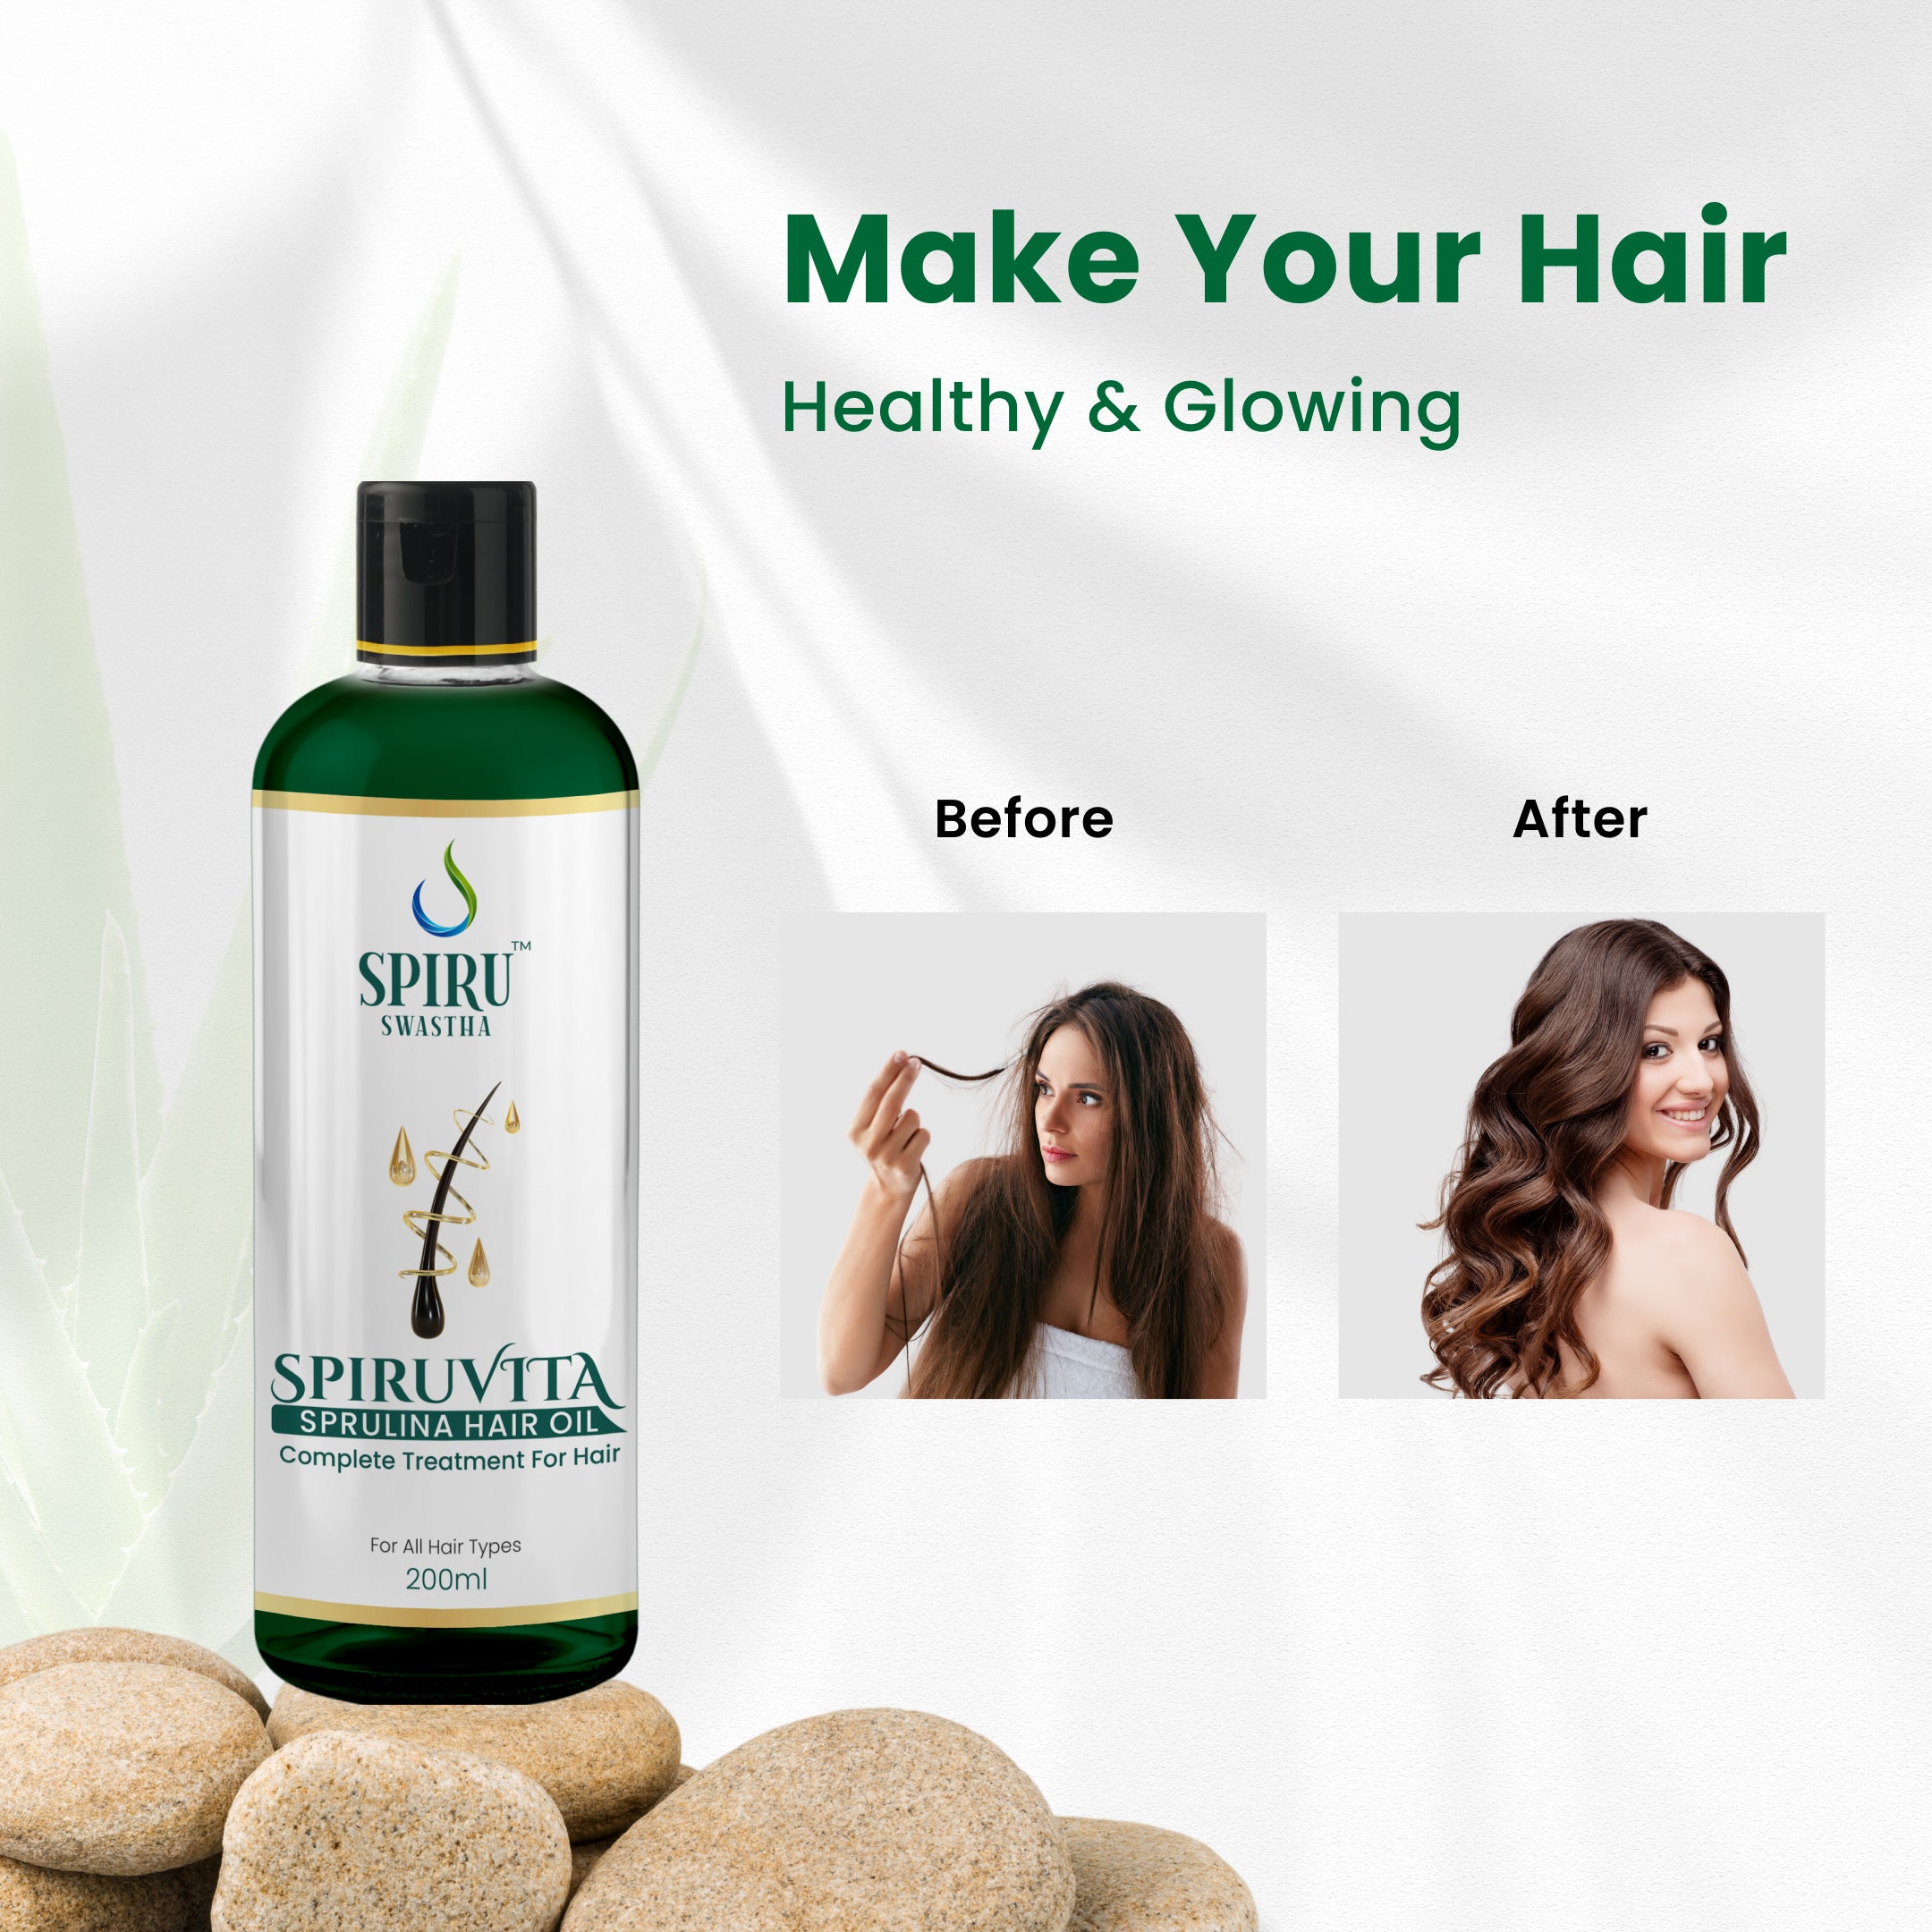 Make Your Hair
Healthy & Glowing
Before
After
SPIRU™
SWASTHA
SPIRUVITA
SPRULINA HAIR OIL
Complete Treatment For Hair
For All Hair Types
200ml